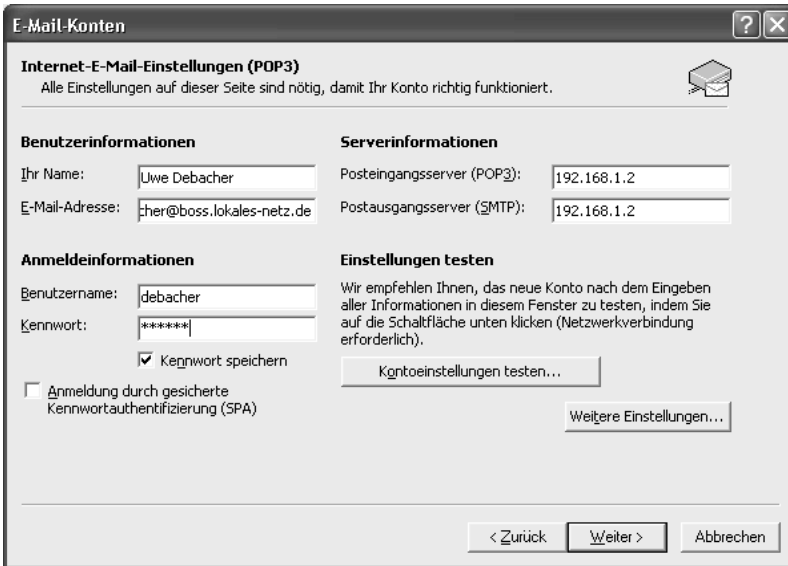 E-Mail-Konten
Internet-E-Mail-Einstellungen (POP3)
Alle Einstellungen auf dieser Seite sind nötig, damit Ihr Konto richtig funktioniert.
Benutzerinformationen
Ihr Name: Uwe Debacher
E-Mail-Adresse: cher@boss.lokales-netz.de
Serverinformationen
Posteingangsserver (POP3): 192.168.1.2
Postausgangsserver (SMTP): 192.168.1.2
Anmeldeinformationen
Benutzername: debacher
Kennwort: ******
Kennwort speichern
Anmeldung durch gesicherte
Kennwortauthentifizierung (SPA)
Einstellungen testen
Wir empfehlen Ihnen, das neue Konto nach dem Eingeben
aller Informationen in diesem Fenster zu testen, indem Sie
auf die Schaltfläche unten klicken (Netzwerkverbindung
erforderlich).
Kontoeinstellungen testen...
Weitere Einstellungen...
< Zurück
Weiter >
Abbrechen